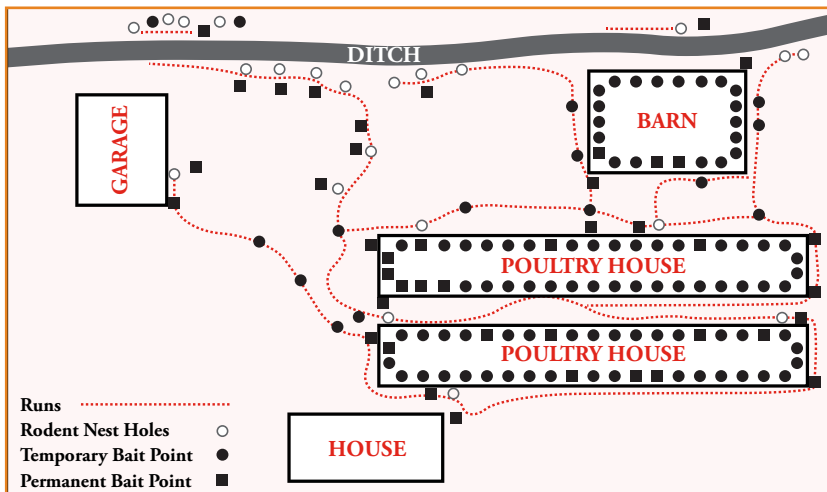 DITCH
GARAGE
BARN
POULTRY HOUSE
POULTRY HOUSE
HOUSE
Runs
Rodent Nest Holes
Temporary Bait Point
Permanent Bait Point